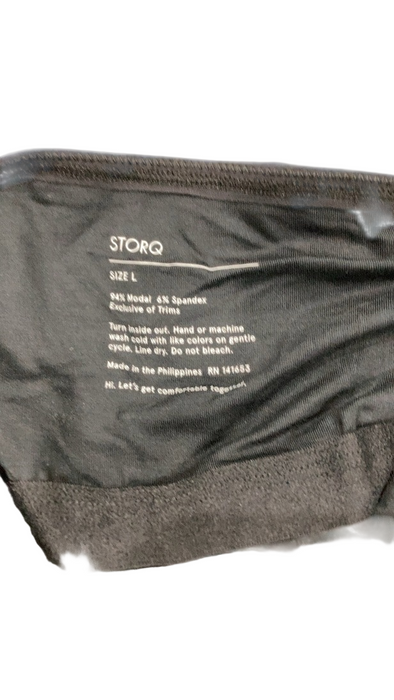 STORQ
SIZE L
94% Modal 6% Spandex
Exclusive of Trims
Turn inside out. Hand or machine
wash cold with like colors on gentle
cycle. Line dry. Do not bleach.
Made in the Philippines RN 141653
Hi. Let's get comfortable together.